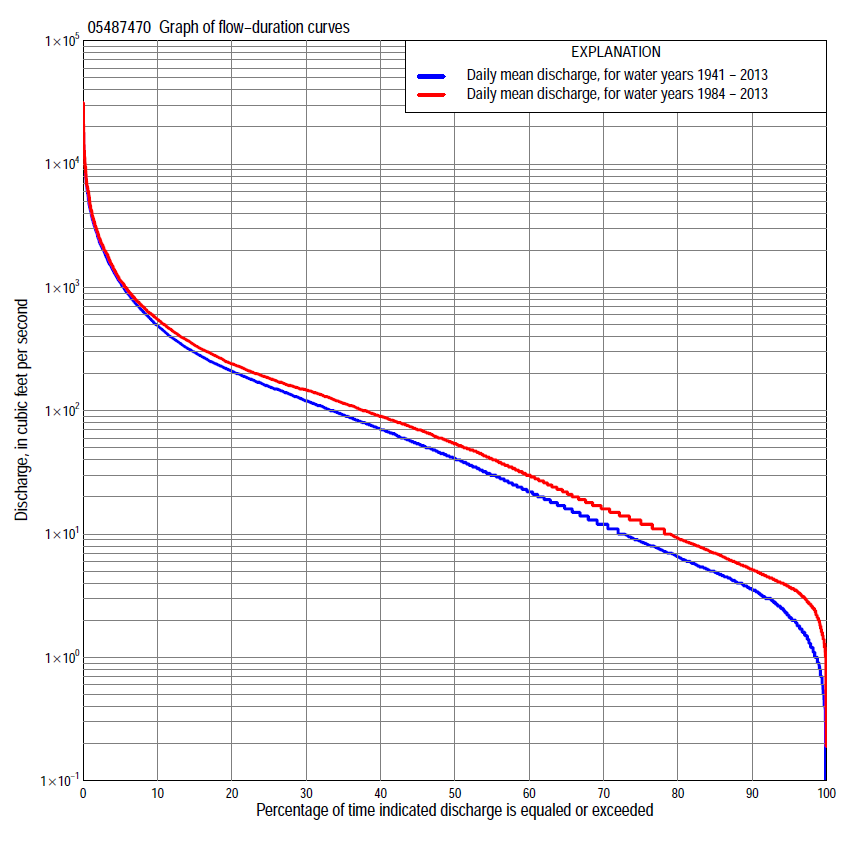 05487470 Graph of flow−duration curves
EXPLANATION
Daily mean discharge, for water years 1941 − 2013
Daily mean discharge, for water years 1984 − 2013
Discharge, in cubic feet per second
1×10⁵
1×10⁴
1×10³
1×10²
1×10¹
1×10⁰
1×10⁻¹
0 10 20 30 40 50 60 70 80 90 100
Percentage of time indicated discharge is equaled or exceeded